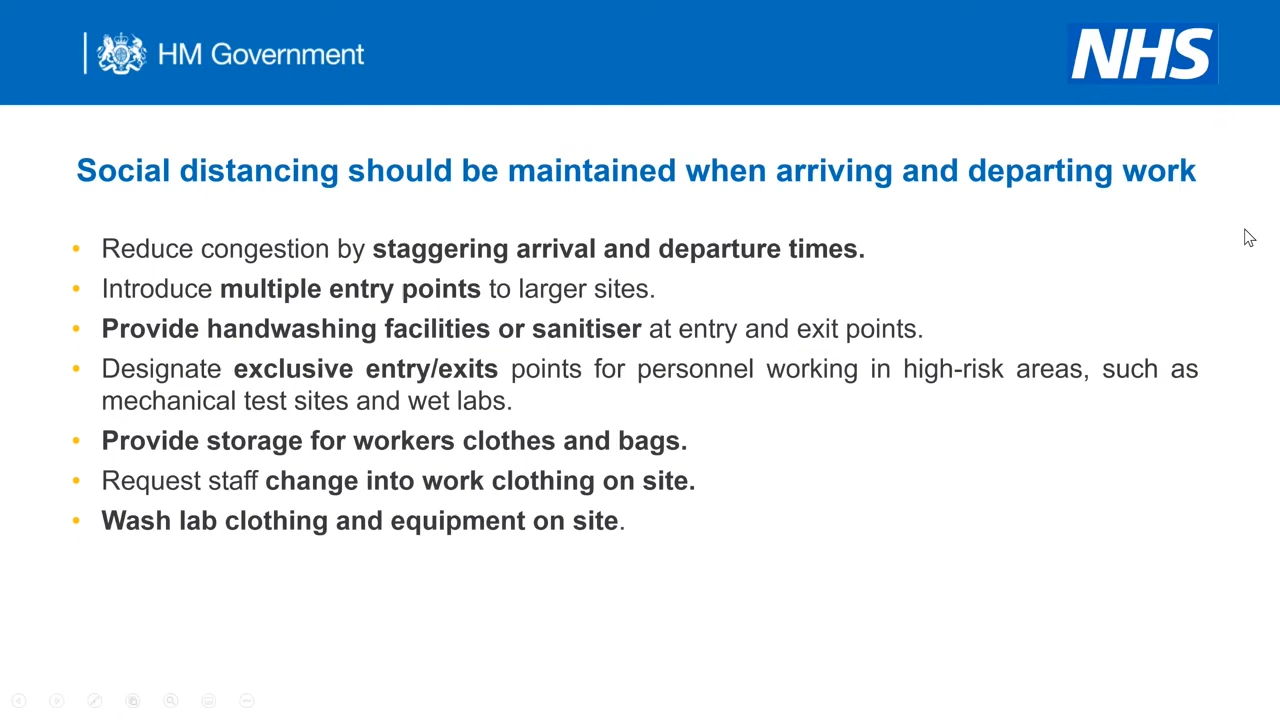 HM Government
NHS
Social distancing should be maintained when arriving and departing work
• Reduce congestion by staggering arrival and departure times.
• Introduce multiple entry points to larger sites.
• Provide handwashing facilities or sanitiser at entry and exit points.
• Designate exclusive entry/exits points for personnel working in high-risk areas, such as
mechanical test sites and wet labs.
• Provide storage for workers clothes and bags.
• Request staff change into work clothing on site.
• Wash lab clothing and equipment on site.